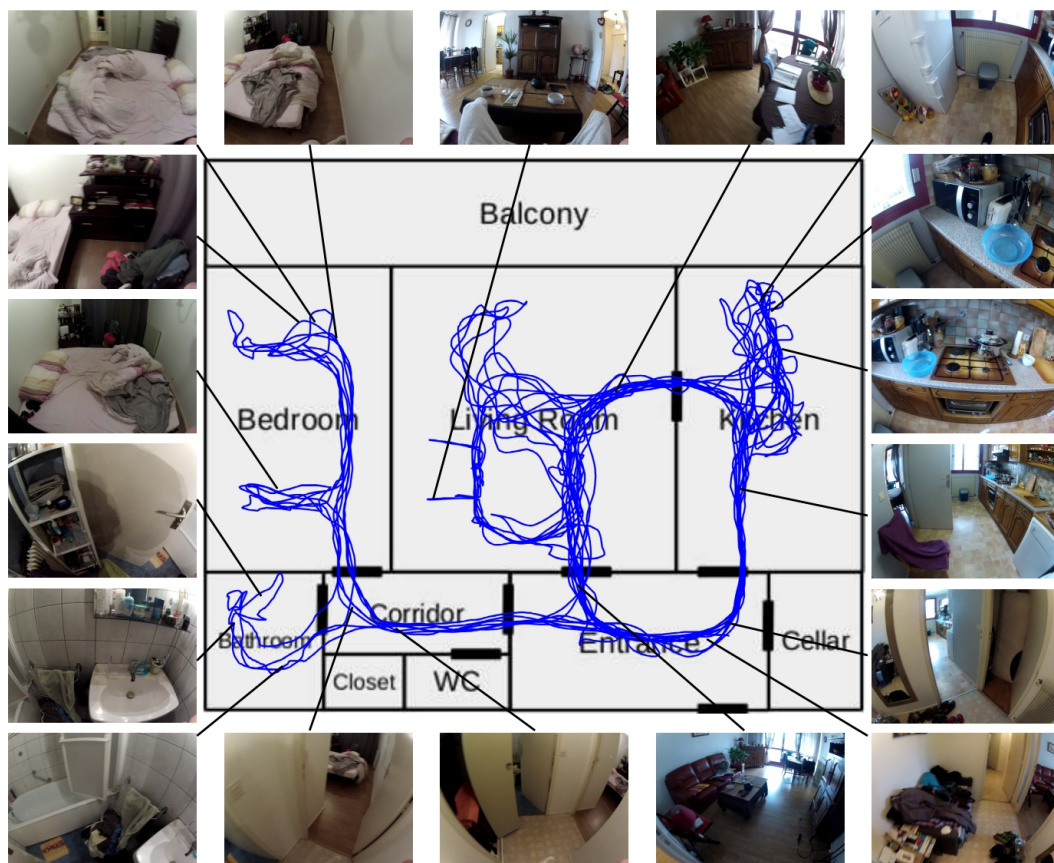 Balcony
Bedroom
Living Room
Kitchen
Corridor
Bathroom
Entrance
Cellar
Closet
WC